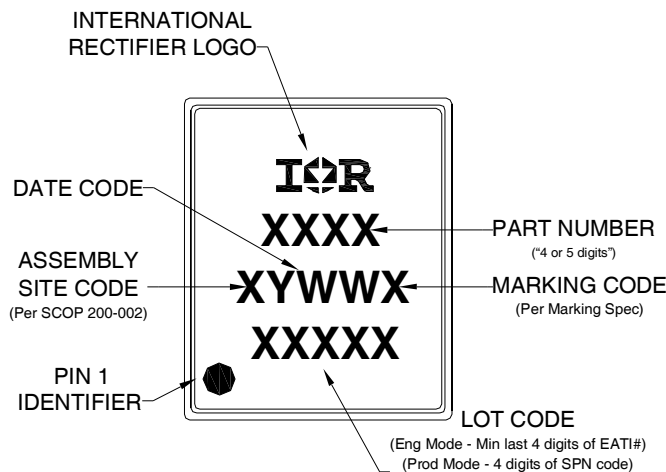 INTERNATIONAL
RECTIFIER LOGO
IOR
DATE CODE
XXXX
PART NUMBER
("4 or 5 digits")
ASSEMBLY
SITE CODE
(Per SCOP 200-002)
XYWWX
MARKING CODE
(Per Marking Spec)
XXXXX
PIN 1
IDENTIFIER
LOT CODE
(Eng Mode - Min last 4 digits of EATI#)
(Prod Mode - 4 digits of SPN code)